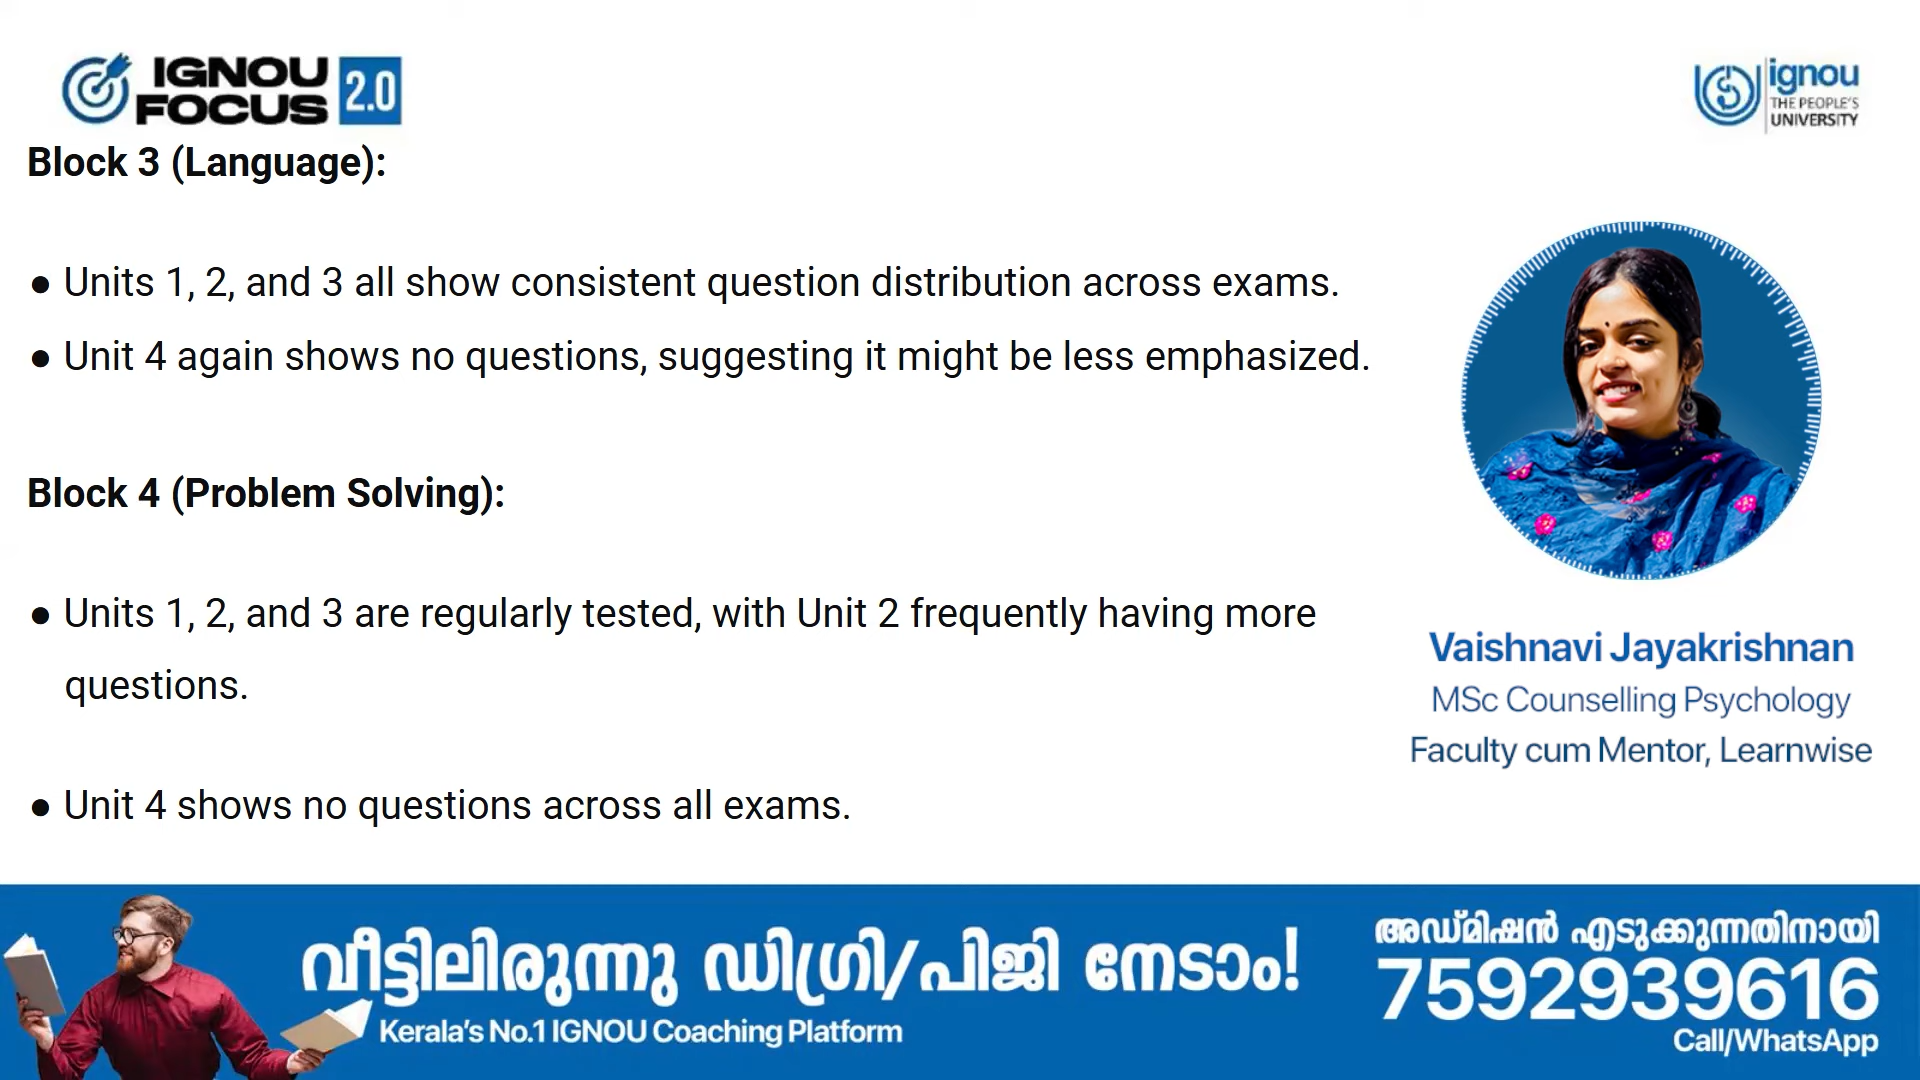 IGNOU
FOCUS 2.0
ignou
THE PEOPLE'S
UNIVERSITY
Block 3 (Language):
● Units 1, 2, and 3 all show consistent question distribution across exams.
● Unit 4 again shows no questions, suggesting it might be less emphasized.
Block 4 (Problem Solving):
● Units 1, 2, and 3 are regularly tested, with Unit 2 frequently having more
questions.
● Unit 4 shows no questions across all exams.
Vaishnavi Jayakrishnan
MSc Counselling Psychology
Faculty cum Mentor, Learnwise
വീട്ടിലിരുന്നു ഡിഗ്രി/പിജി നേടാം!
Kerala's No.1 IGNOU Coaching Platform
അഡ്മിഷൻ എടുക്കുന്നതിനായി
7592939616
Call/WhatsApp